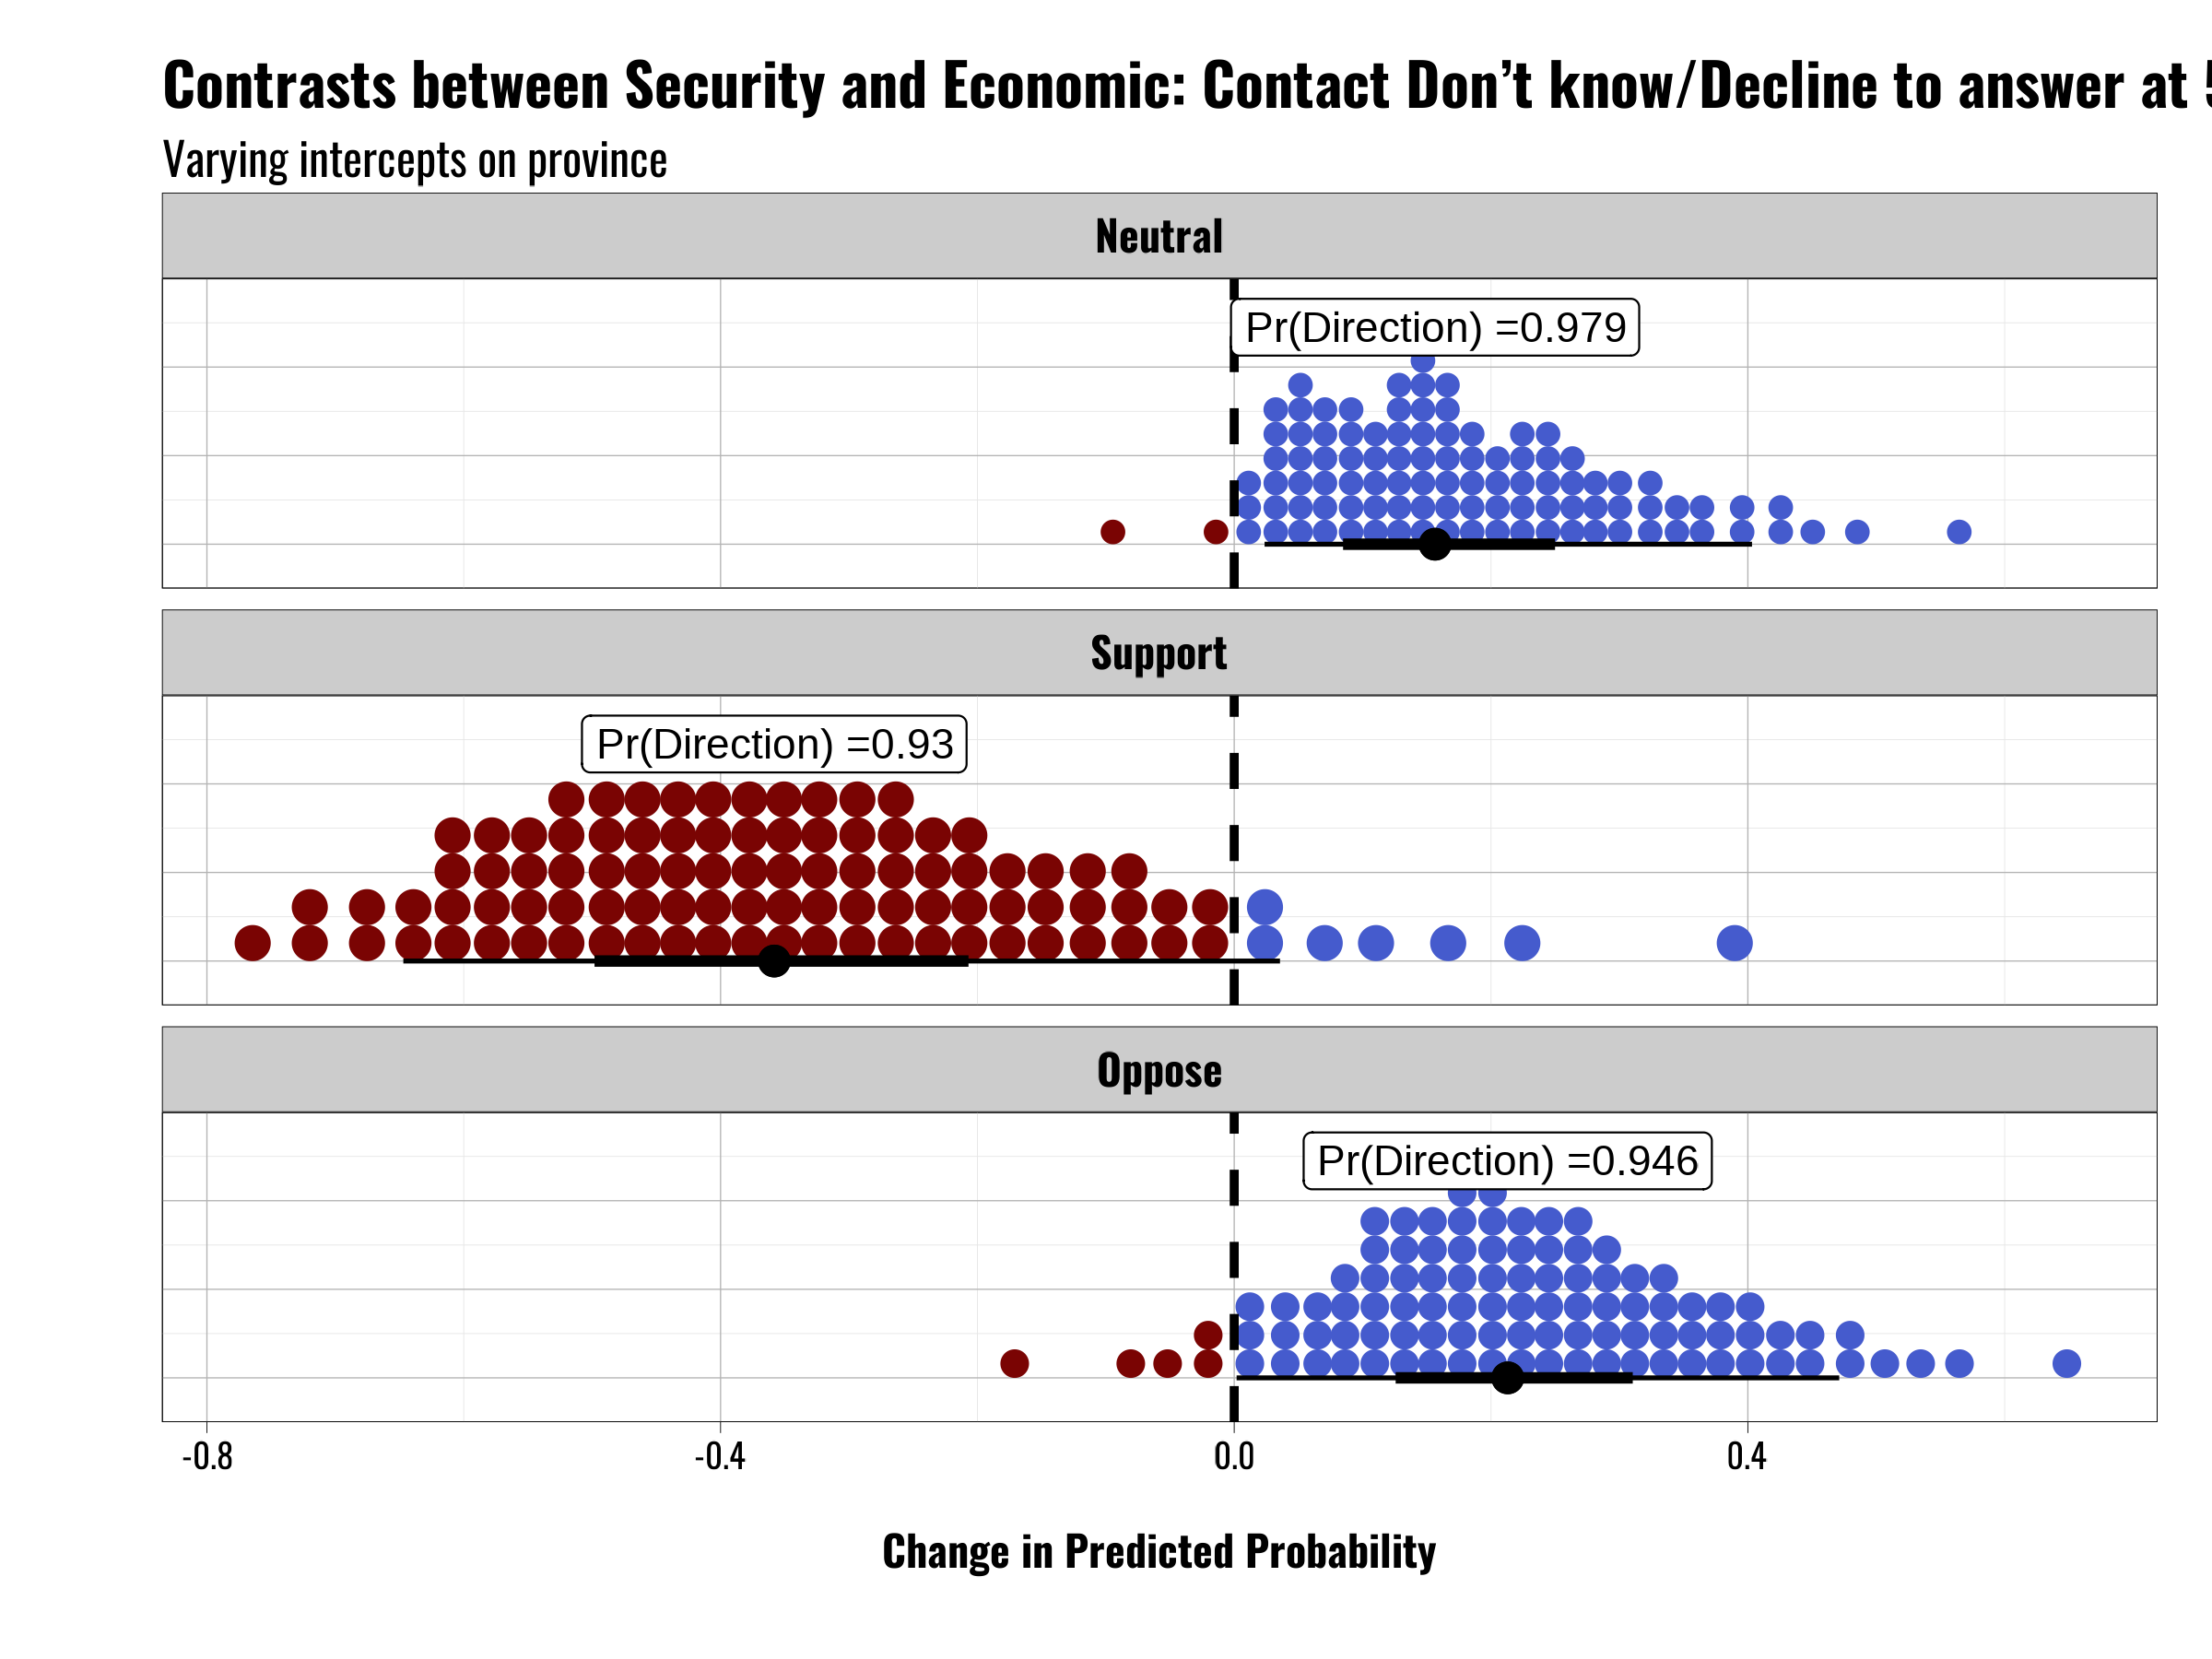 Contrasts between Security and Economic: Contact Don’t know/Decline to answer at
Varying intercepts on province
Neutral
Pr(Direction) =0.979
Support
Pr(Direction) =0.93
Oppose
Pr(Direction) =0.946
-0.8 -0.4 0.0 0.4
Change in Predicted Probability